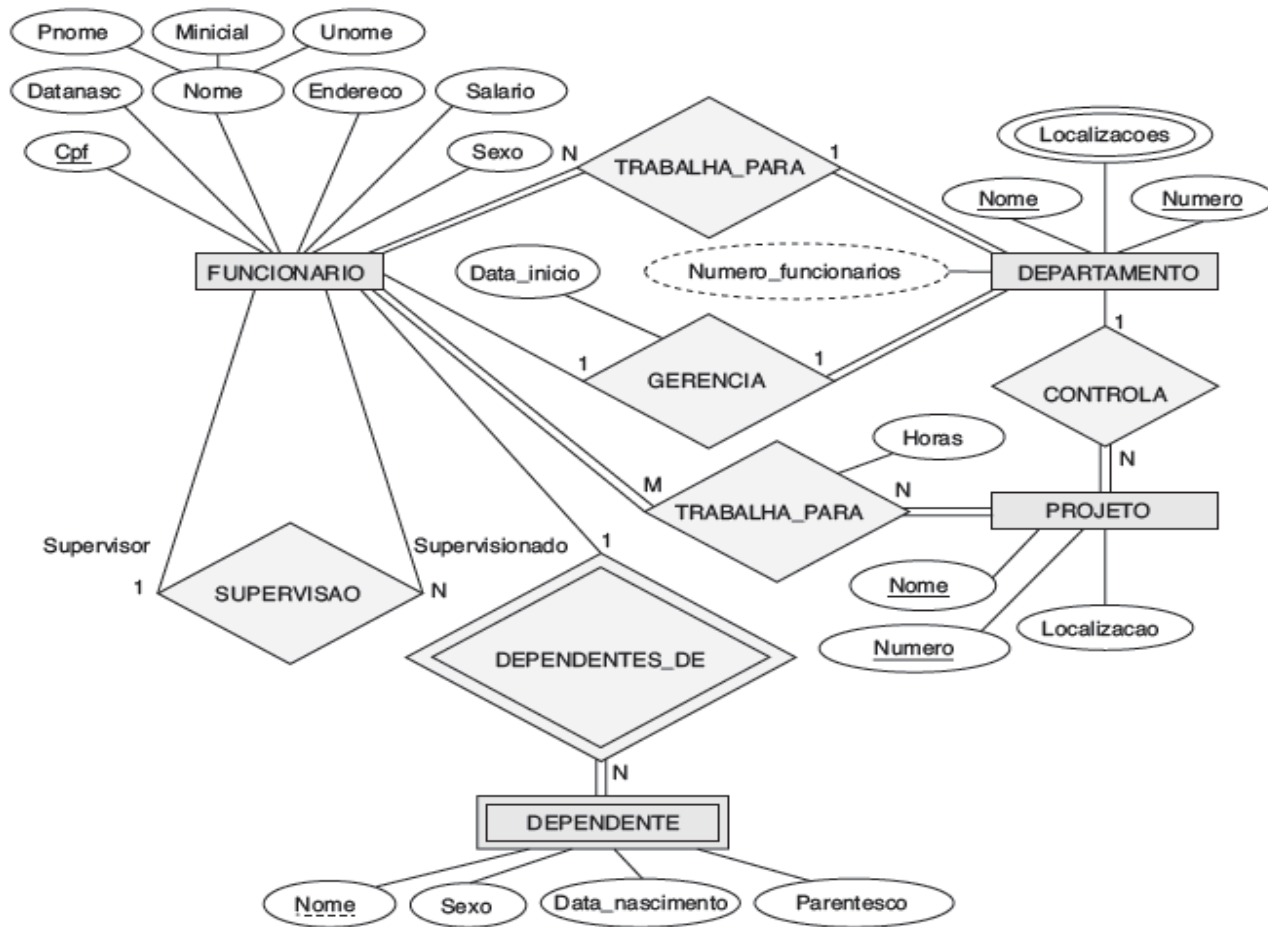 Pnome
Minicial
Unome
Datanasc
Nome
Endereco
Salario
Cpf
Sexo
N
TRABALHA_PARA
1
Localizacoes
Nome
Numero
FUNCIONARIO
Data_inicio
Numero_funcionarios
DEPARTAMENTO
1
GERENCIA
1
1
CONTROLA
N
Horas
M
TRABALHA_PARA
N
PROJETO
Supervisor
1
SUPERVISAO
Supervisionado
N
1
DEPENDENTES_DE
N
Nome
Numero
Localizacao
DEPENDENTE
Nome
Sexo
Data_nascimento
Parentesco